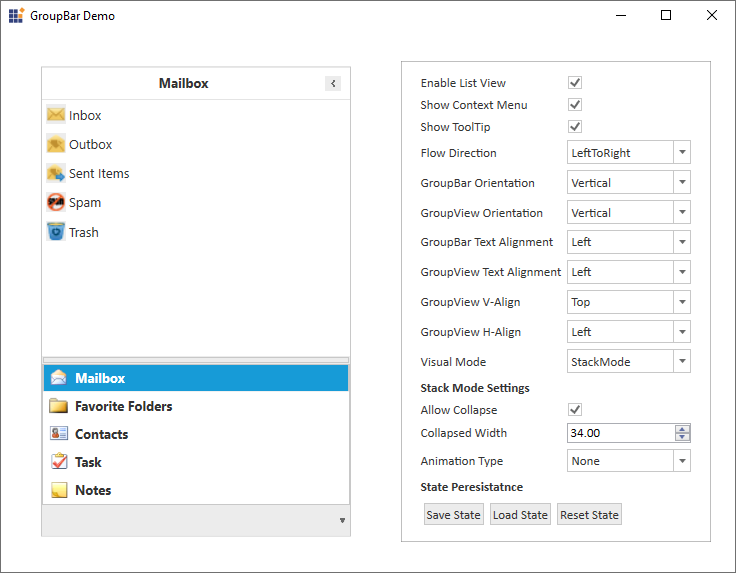 GroupBar Demo
Mailbox
Inbox
Outbox
Sent Items
Spam
Trash
Mailbox
Favorite Folders
Contacts
Task
Notes
Enable List View
Show Context Menu
Show ToolTip
Flow Direction LeftToRight
GroupBar Orientation Vertical
GroupView Orientation Vertical
GroupBar Text Alignment Left
GroupView Text Alignment Left
GroupView V-Align Top
GroupView H-Align Left
Visual Mode StackMode
Stack Mode Settings
Allow Collapse
Collapsed Width 34.00
Animation Type None
State Peresistatnce
Save State Load State Reset State